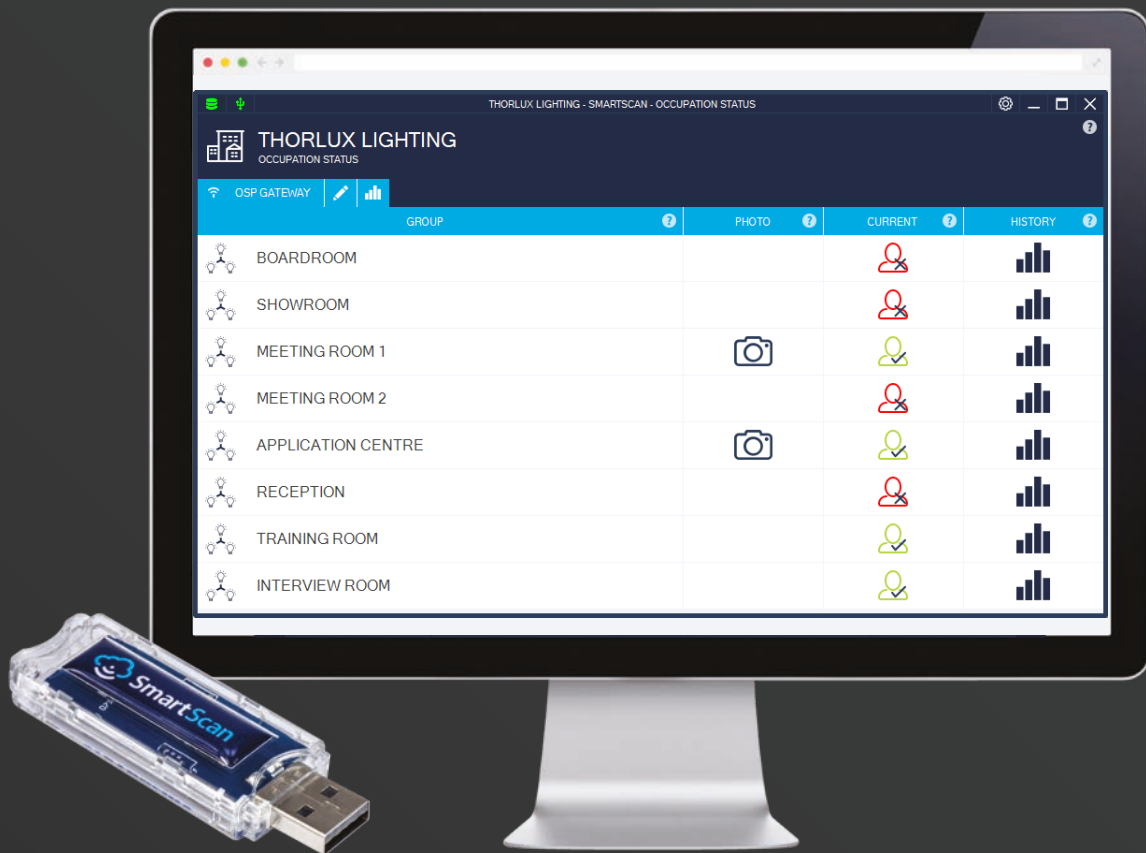 THORLUX LIGHTING - SMARTSCAN - OCCUPATION STATUS
THORLUX LIGHTING
OCCUPATION STATUS
OSP GATEWAY
GROUP ? PHOTO ? CURRENT ? HISTORY ?
BOARDROOM
SHOWROOM
MEETING ROOM 1
MEETING ROOM 2
APPLICATION CENTRE
RECEPTION
TRAINING ROOM
INTERVIEW ROOM
SmartScan